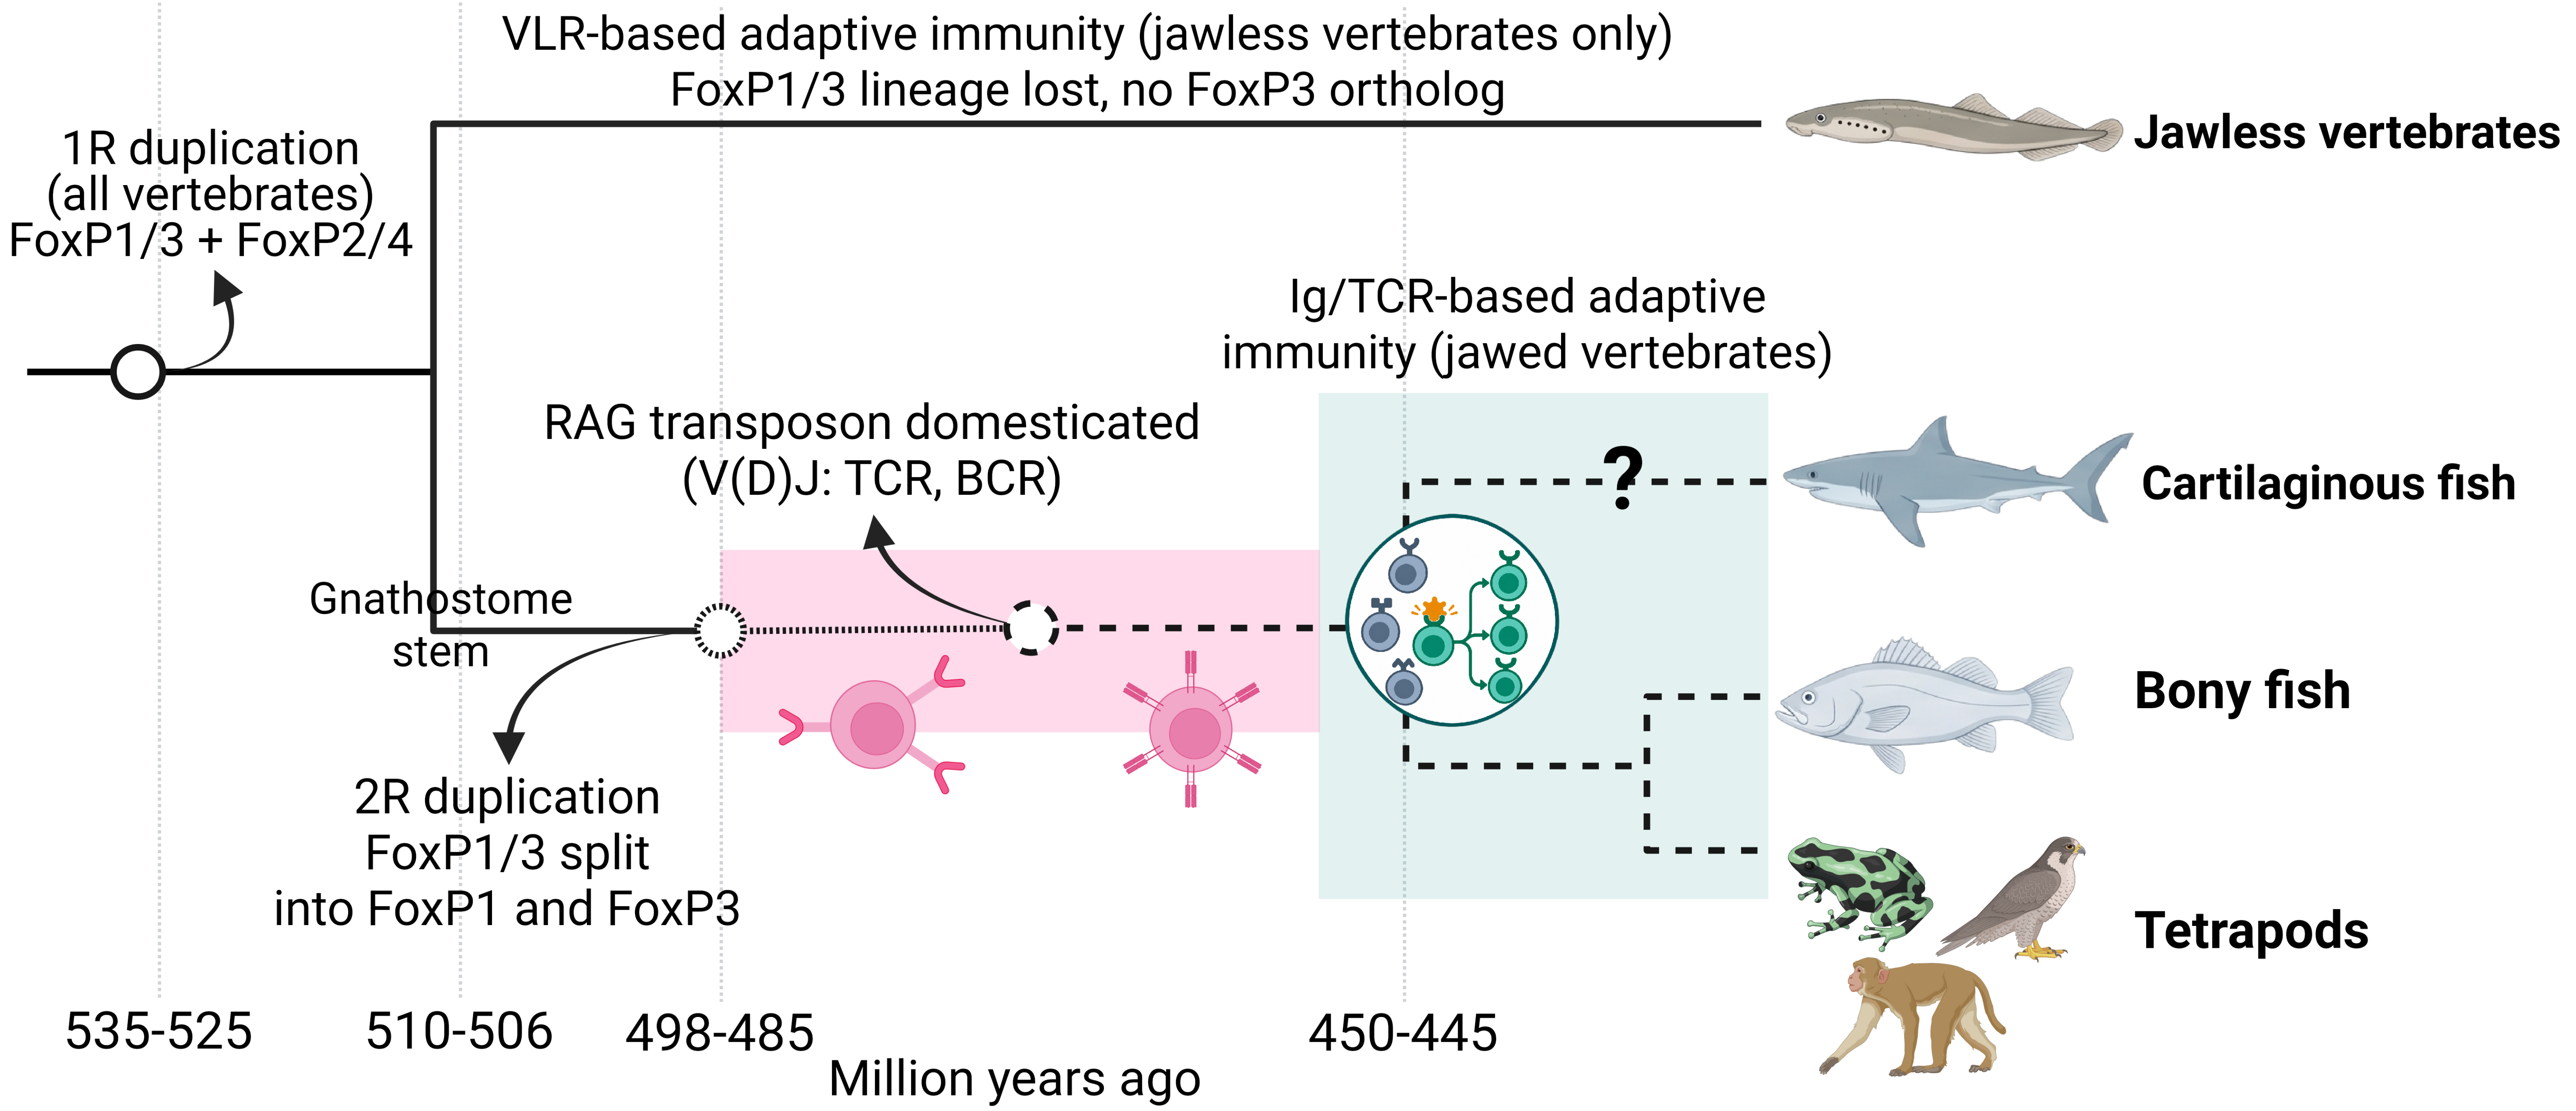 VLR-based adaptive immunity (jawless vertebrates only)
FoxP1/3 lineage lost, no FoxP3 ortholog
Jawless vertebrates
1R duplication
(all vertebrates)
FoxP1/3 + FoxP2/4
Ig/TCR-based adaptive
immunity (jawed vertebrates)
RAG transposon domesticated
(V(D)J: TCR, BCR)
?
Cartilaginous fish
Gnathostome
stem
Bony fish
2R duplication
FoxP1/3 split
into FoxP1 and FoxP3
Tetrapods
535-525
510-506
498-485
450-445
Million years ago